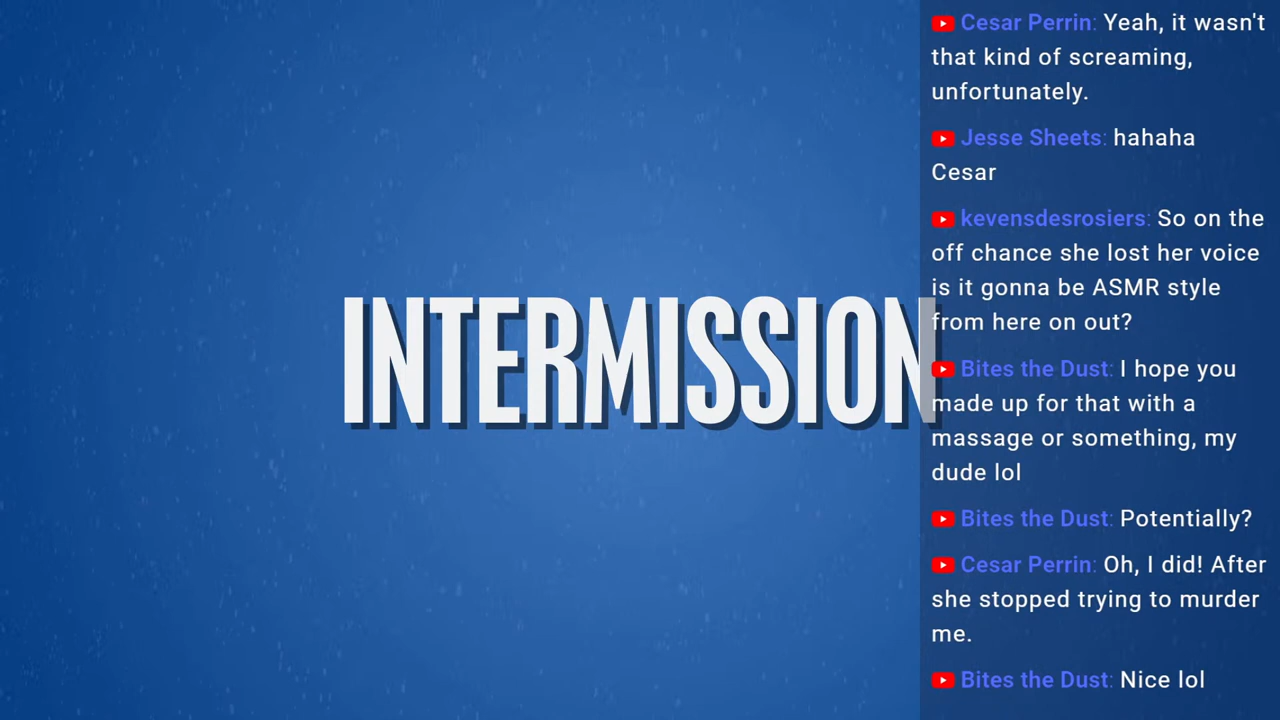 INTERMISSION
Cesar Perrin: Yeah, it wasn't
that kind of screaming,
unfortunately.
Jesse Sheets: hahaha
Cesar
kevensdesrosiers: So on the
off chance she lost her voice
is it gonna be ASMR style
from here on out?
Bites the Dust: I hope you
made up for that with a
massage or something, my
dude lol
Bites the Dust: Potentially?
Cesar Perrin: Oh, I did! After
she stopped trying to murder
me.
Bites the Dust: Nice lol